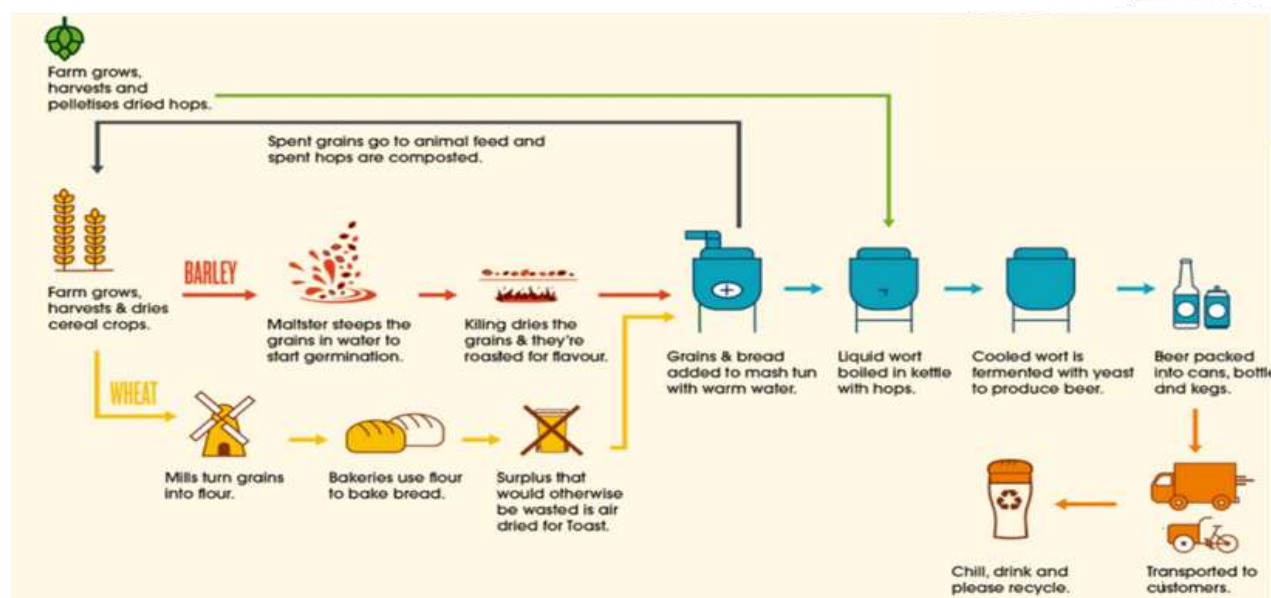 Farm grows,
harvests and
pelletises dried hops.
Spent grains go to animal feed and
spent hops are composted.
Farm grows,
harvests & dries
cereal crops.
BARLEY
Maltster steeps the
grains in water to
start germination.
Kiling dries the
grains & they're
roasted for flavour.
Grains & bread
added to mash tun
with warm water.
Liquid wort
boiled in kettle
with hops.
Cooled wort is
fermented with yeast
to produce beer.
Beer packed
into cans, bottle
and kegs.
WHEAT
Mills turn grains
into flour.
Bakeries use flour
to bake bread.
Surplus that
would otherwise
be wasted is air
dried for Toast.
Chill, drink and
please recycle.
Transported to
customers.